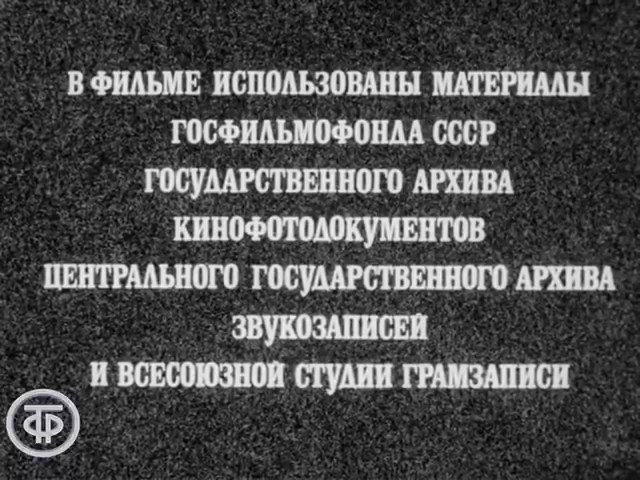 В ФИЛЬМЕ ИСПОЛЬЗОВАНЫ МАТЕРИАЛЫ
ГОСФИЛЬМОФОНДА СССР
ГОСУДАРСТВЕННОГО АРХИВА
КИНОФОТОДОКУМЕНТОВ
ЦЕНТРАЛЬНОГО ГОСУДАРСТВЕННОГО АРХИВА
ЗВУКОЗАПИСЕЙ
И ВСЕСОЮЗНОЙ СТУДИИ ГРАМЗАПИСИ